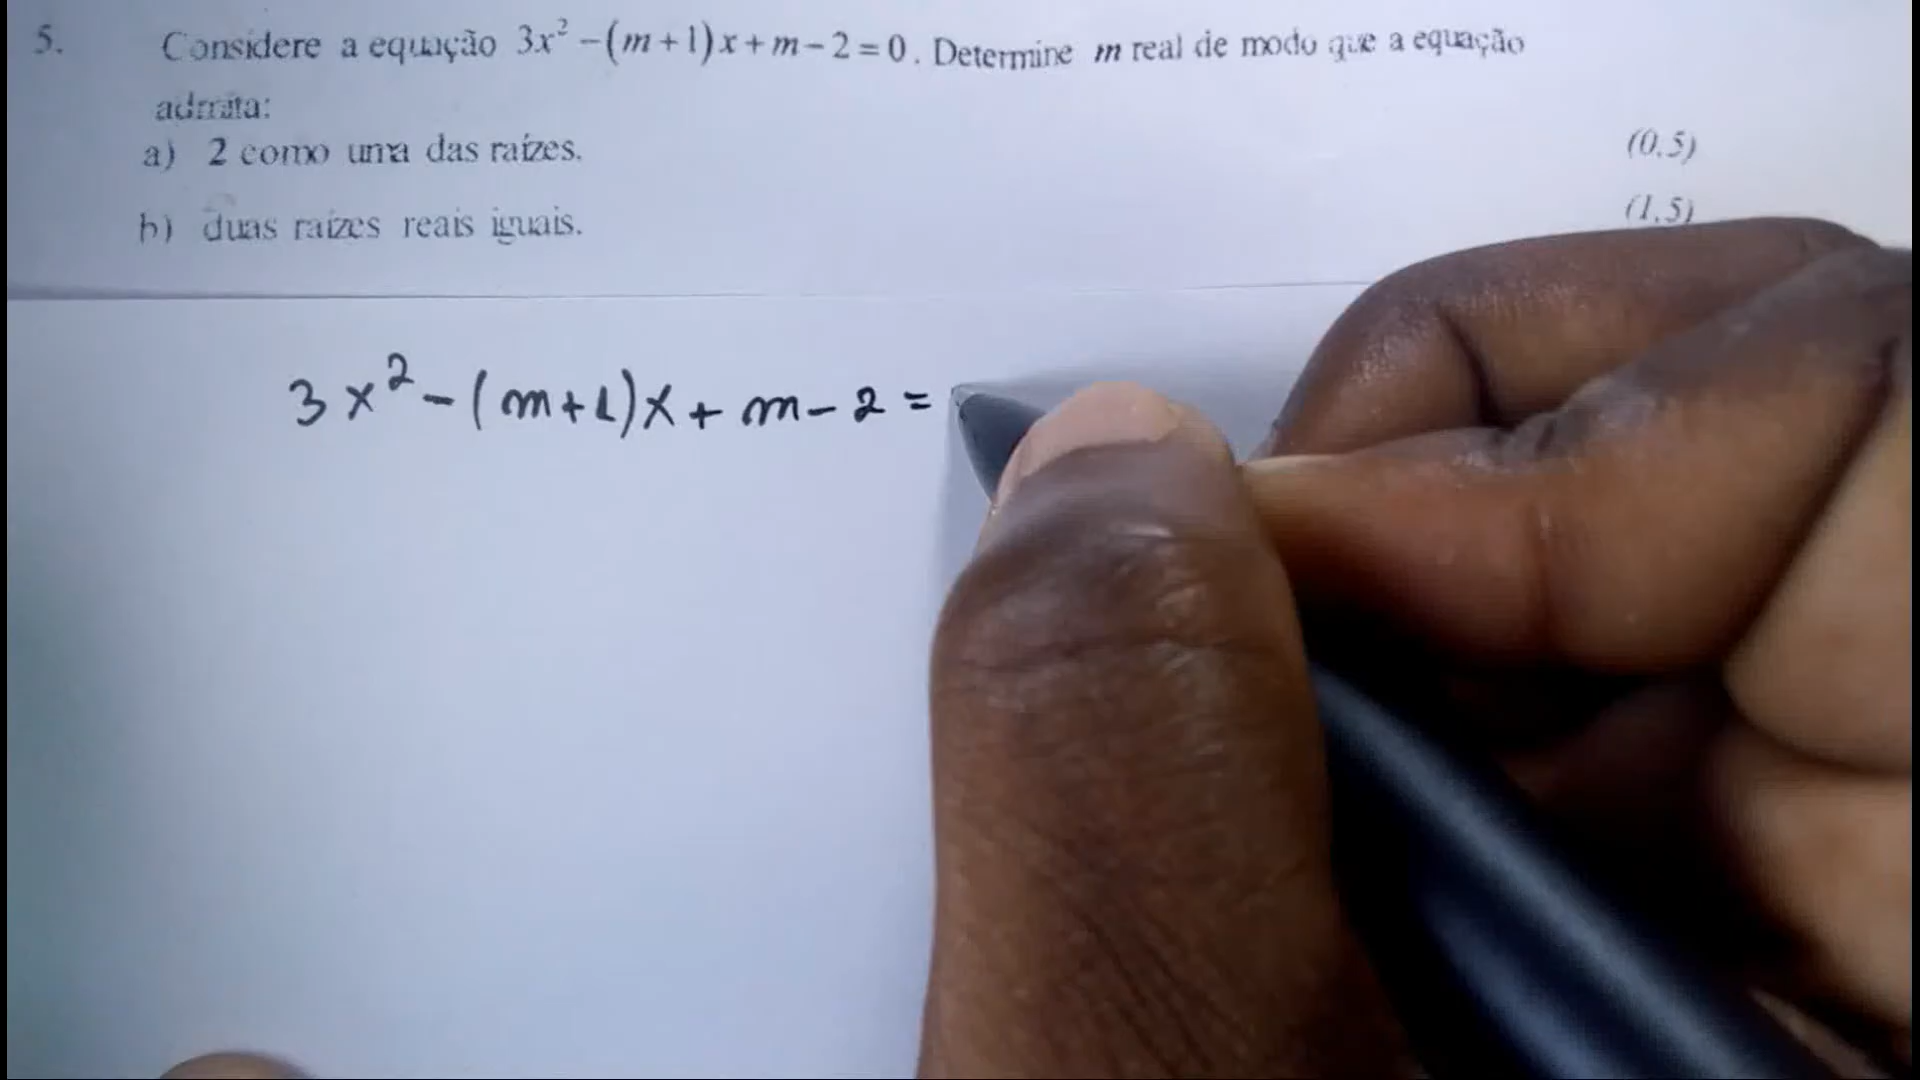 5. Considere a equação 3x² − (m + 1)x + m − 2 = 0. Determine m real de modo que a equação
admita:
a) 2 como uma das raízes. (0.5)
b) duas raízes reais iguais. (1.5)
3x² − (m+1)x + m − 2 =